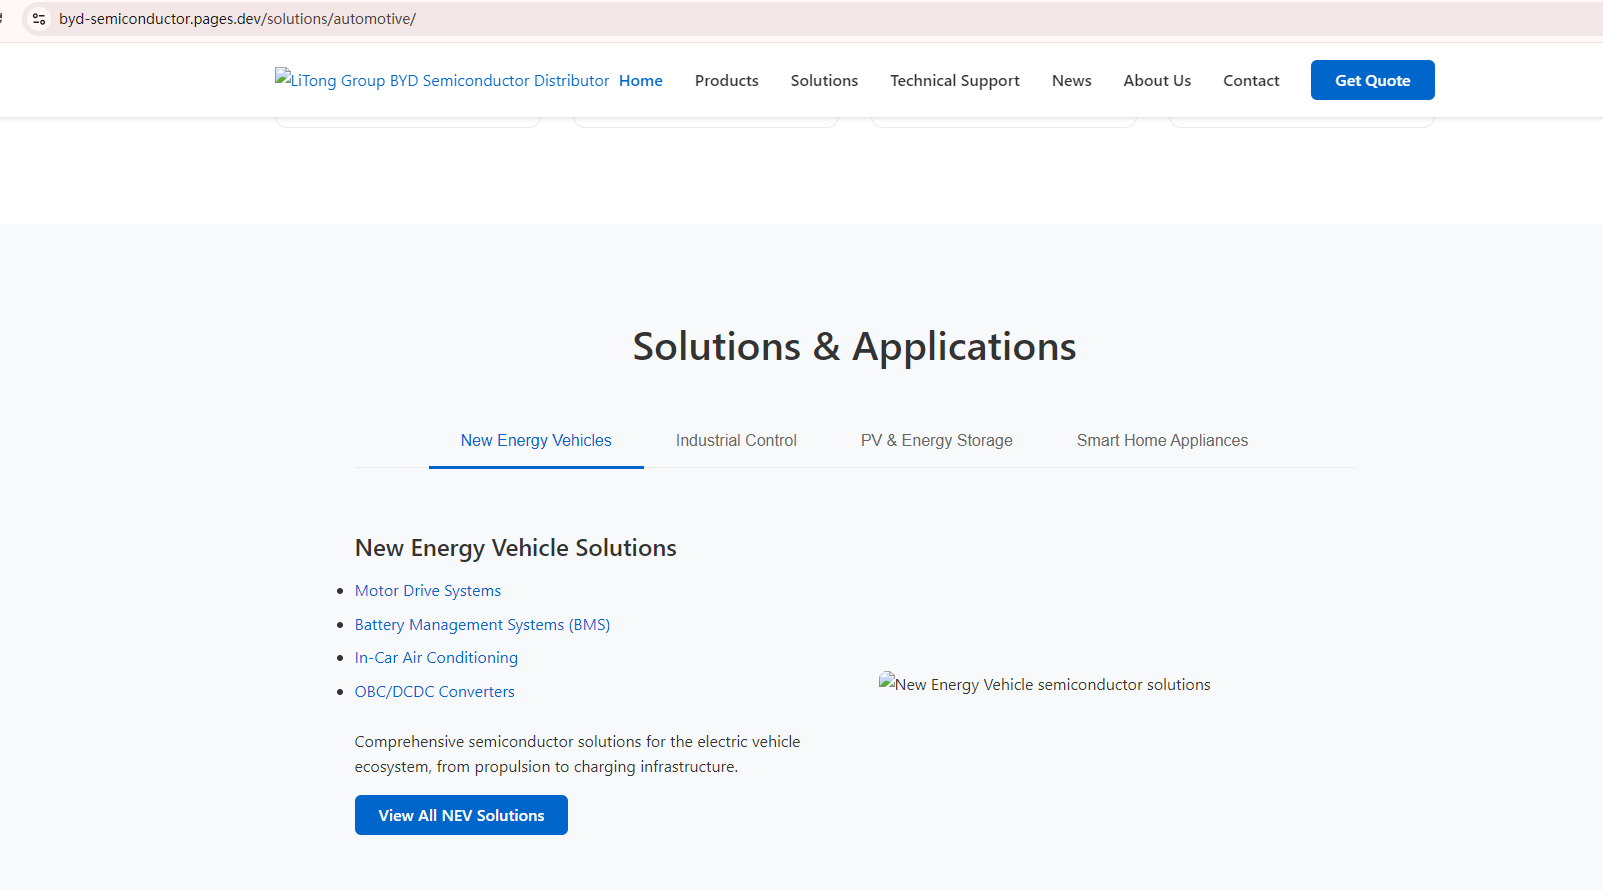 byd-semiconductor.pages.dev/solutions/automotive/
LiTong Group BYD Semiconductor Distributor Home Products Solutions Technical Support News About Us Contact Get Quote
Solutions & Applications
New Energy Vehicles Industrial Control PV & Energy Storage Smart Home Appliances
New Energy Vehicle Solutions
Motor Drive Systems
Battery Management Systems (BMS)
In-Car Air Conditioning
OBC/DCDC Converters
New Energy Vehicle semiconductor solutions
Comprehensive semiconductor solutions for the electric vehicle
ecosystem, from propulsion to charging infrastructure.
View All NEV Solutions